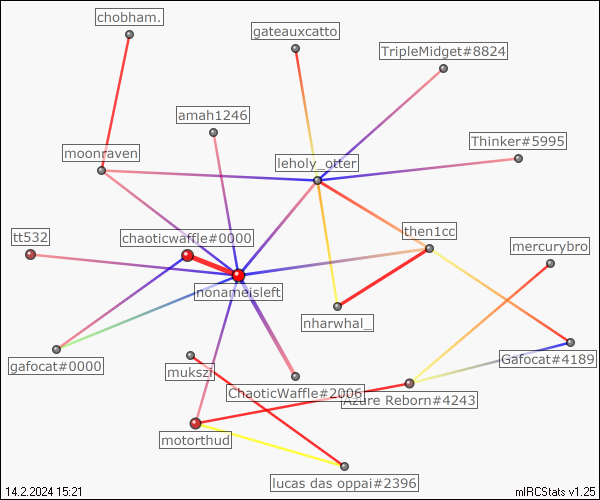 chobham.
gateauxcatto
TripleMidget#8824
amah1246
Thinker#5995
moonraven
leholy_otter
tt532
chaoticwaffle#0000
then1cc
mercurybro
nonameisleft
nharwhal_
gafocat#0000
Gafocat#4189
mukszi
ChaoticWaffle#2006
Azure Reborn#4243
motorthud
lucas das oppai#2396
14.2.2024 15:21
mIRCStats v1.25